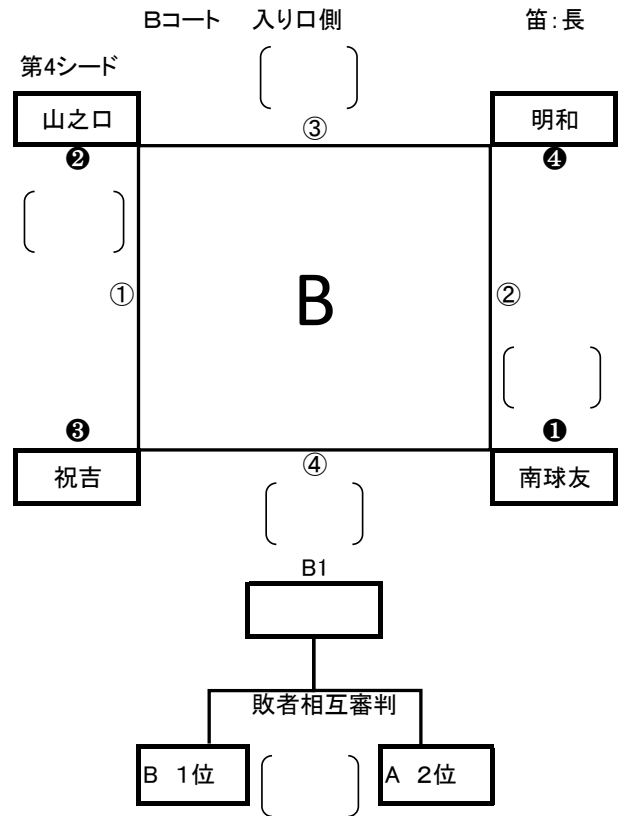 Bコート 入り口側 笛：長
第4シード
山之口 ③ 明和
❷ ❹
① B ②
❸ ❶
祝吉 ④ 南球友
B1
敗者相互審判
B 1位 A 2位